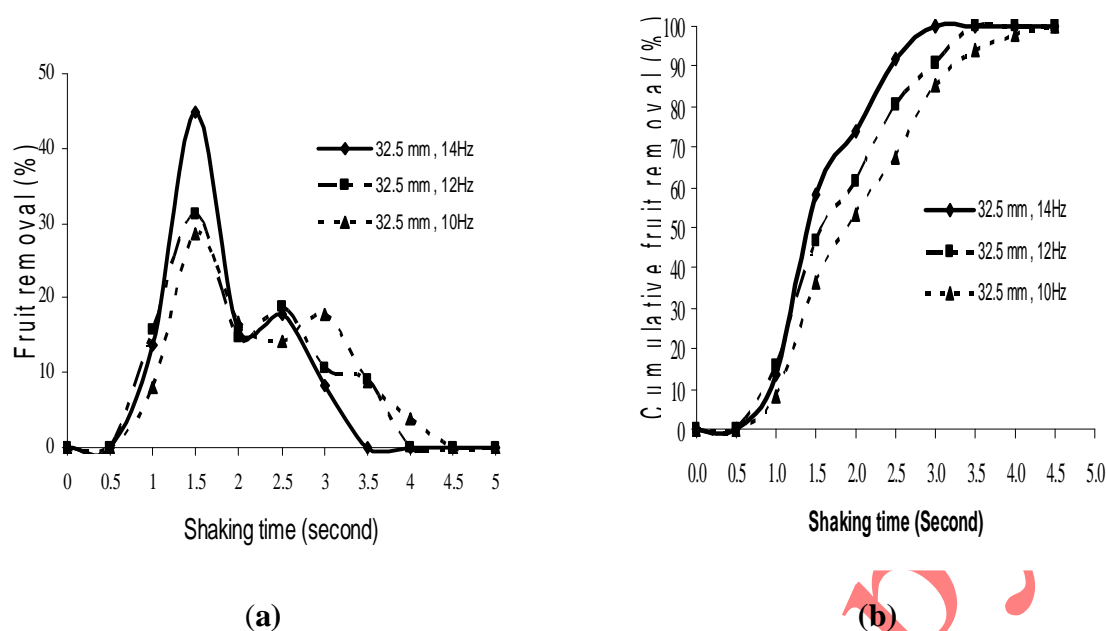 Fruit removal (%)
50
40
30
20
10
0
32.5 mm , 14Hz
32.5 mm , 12Hz
32.5 mm , 10Hz
0 0.5 1 1.5 2 2.5 3 3.5 4 4.5 5
Shaking time (second)
(a)
Cumulative fruit removal (%)
100
90
80
70
60
50
40
30
20
10
0
32.5 mm , 14Hz
32.5 mm , 12Hz
32.5 mm , 10Hz
0.0 0.5 1.0 1.5 2.0 2.5 3.0 3.5 4.0 4.5 5.0
Shaking time (Second)
(b)